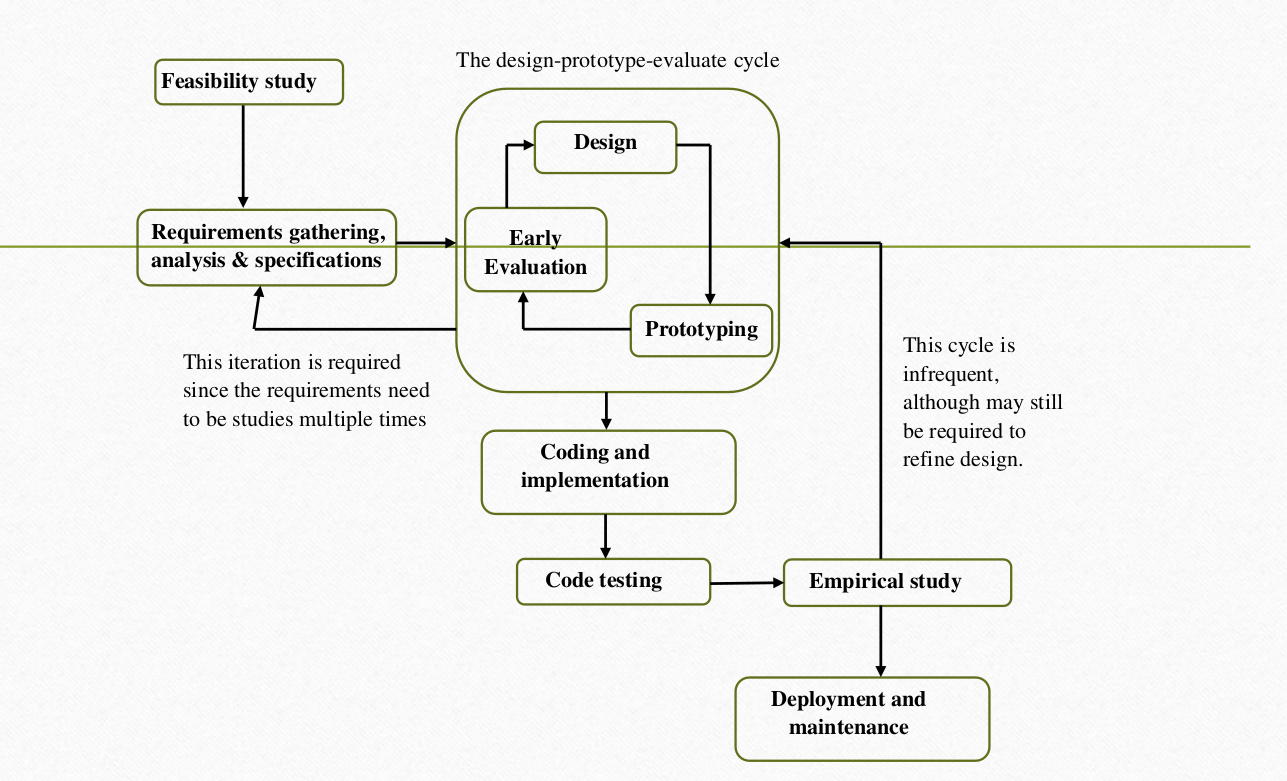 The design-prototype-evaluate cycle
Feasibility study
Design
Requirements gathering,
analysis & specifications
Early
Evaluation
Prototyping
This iteration is required
since the requirements need
to be studies multiple times
This cycle is
infrequent,
although may still
be required to
refine design.
Coding and
implementation
Code testing
Empirical study
Deployment and
maintenance